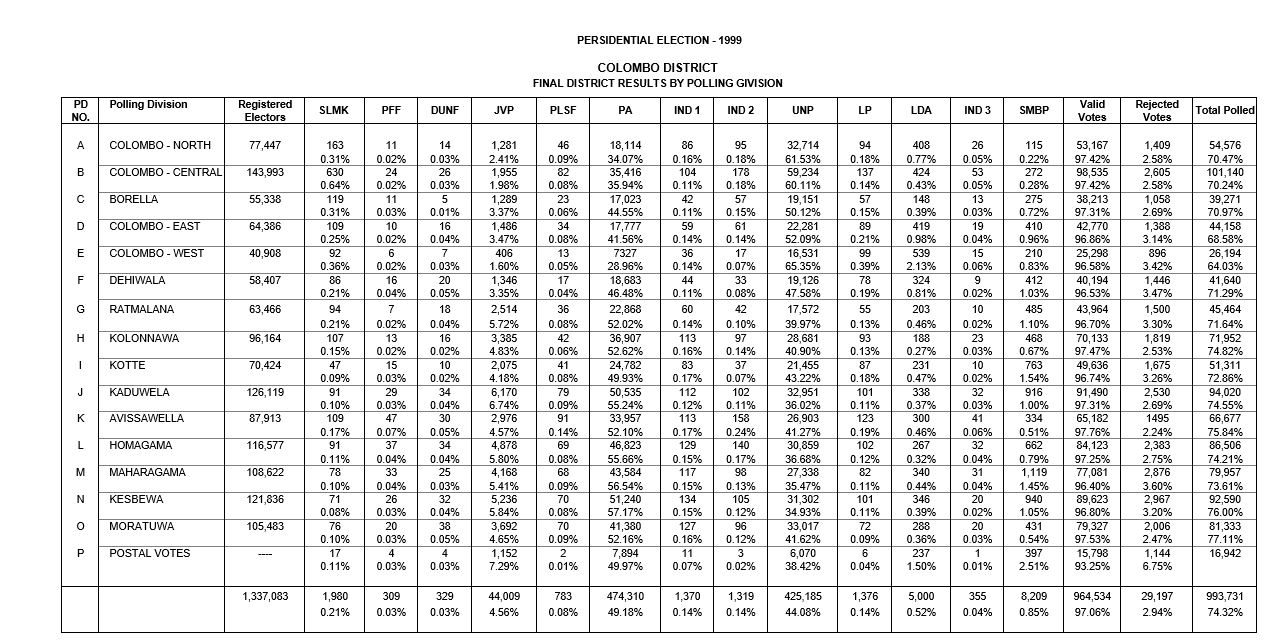 PERSIDENTIAL ELECTION - 1999
COLOMBO DISTRICT
FINAL DISTRICT RESULTS BY POLLING GIVISION
PD NO. Polling Division Registered Electors SLMK PFF DUNF JVP PLSF PA IND 1 IND 2 UNP LP LDA IND 3 SMBP Valid Votes Rejected Votes Total Polled
A COLOMBO - NORTH 77,447 163 11 14 1,281 46 18,114 86 95 32,714 94 408 26 115 53,167 1,409 54,576
0.31% 0.02% 0.03% 2.41% 0.09% 34.07% 0.16% 0.18% 61.53% 0.18% 0.77% 0.05% 0.22% 97.42% 2.58% 70.47%
B COLOMBO - CENTRAL 143,993 630 24 26 1,955 82 35,416 104 178 59,234 137 424 53 272 98,535 2,605 101,140
0.64% 0.02% 0.03% 1.98% 0.08% 35.94% 0.11% 0.18% 60.11% 0.14% 0.43% 0.05% 0.28% 97.42% 2.58% 70.24%
C BORELLA 55,338 119 11 5 1,289 23 17,023 42 57 19,151 57 148 13 275 38,213 1,058 39,271
0.31% 0.03% 0.01% 3.37% 0.06% 44.55% 0.11% 0.15% 50.12% 0.15% 0.39% 0.03% 0.72% 97.31% 2.69% 70.97%
D COLOMBO - EAST 64,386 109 10 16 1,486 34 17,777 59 61 22,281 89 419 19 410 42,770 1,388 44,158
0.25% 0.02% 0.04% 3.47% 0.08% 41.56% 0.14% 0.14% 52.09% 0.21% 0.98% 0.04% 0.96% 96.86% 3.14% 68.58%
E COLOMBO - WEST 40,908 92 6 7 406 13 7327 36 17 16,531 99 539 15 210 25,298 896 26,194
0.36% 0.02% 0.03% 1.60% 0.05% 28.96% 0.14% 0.07% 65.35% 0.39% 2.13% 0.06% 0.83% 96.58% 3.42% 64.03%
F DEHIWALA 58,407 86 16 20 1,346 17 18,683 44 33 19,126 78 324 9 412 40,194 1,446 41,640
0.21% 0.04% 0.05% 3.35% 0.04% 46.48% 0.11% 0.08% 47.58% 0.19% 0.81% 0.02% 1.03% 96.53% 3.47% 71.29%
G RATMALANA 63,466 94 7 18 2,514 36 22,868 60 42 17,572 55 203 10 485 43,964 1,500 45,464
0.21% 0.02% 0.04% 5.72% 0.08% 52.02% 0.14% 0.10% 39.97% 0.13% 0.46% 0.02% 1.10% 96.70% 3.30% 71.64%
H KOLONNAWA 96,164 107 13 16 3,385 42 36,907 113 97 28,681 93 188 23 468 70,133 1,819 71,952
0.15% 0.02% 0.02% 4.83% 0.06% 52.62% 0.16% 0.14% 40.90% 0.13% 0.27% 0.03% 0.67% 97.47% 2.53% 74.82%
I KOTTE 70,424 47 15 10 2,075 41 24,782 83 37 21,455 87 231 10 763 49,636 1,675 51,311
0.09% 0.03% 0.02% 4.18% 0.08% 49.93% 0.17% 0.07% 43.22% 0.18% 0.47% 0.02% 1.54% 96.74% 3.26% 72.86%
J KADUWELA 126,119 91 29 34 6,170 79 50,535 112 102 32,951 101 338 32 916 91,490 2,530 94,020
0.10% 0.03% 0.04% 6.74% 0.09% 55.24% 0.12% 0.11% 36.02% 0.11% 0.37% 0.03% 1.00% 97.31% 2.69% 74.55%
K AVISSAWELLA 87,913 109 47 30 2,976 91 33,957 113 158 26,903 123 300 41 334 65,182 1495 66,677
0.17% 0.07% 0.05% 4.57% 0.14% 52.10% 0.17% 0.24% 41.27% 0.19% 0.46% 0.06% 0.51% 97.76% 2.24% 75.84%
L HOMAGAMA 116,577 91 37 34 4,878 69 46,823 129 140 30,859 102 267 32 662 84,123 2,383 86,506
0.11% 0.04% 0.04% 5.80% 0.08% 55.66% 0.15% 0.17% 36.68% 0.12% 0.32% 0.04% 0.79% 97.25% 2.75% 74.21%
M MAHARAGAMA 108,622 78 33 25 4,168 68 43,584 117 98 27,338 82 340 31 1,119 77,081 2,876 79,957
0.10% 0.04% 0.03% 5.41% 0.09% 56.54% 0.15% 0.13% 35.47% 0.11% 0.44% 0.04% 1.45% 96.40% 3.60% 73.61%
N KESBEWA 121,836 71 26 32 5,236 70 51,240 134 105 31,302 101 346 20 940 89,623 2,967 92,590
0.08% 0.03% 0.04% 5.84% 0.08% 57.17% 0.15% 0.12% 34.93% 0.11% 0.39% 0.02% 1.05% 96.80% 3.20% 76.00%
O MORATUWA 105,483 76 20 38 3,692 70 41,380 127 96 33,017 72 288 20 431 79,327 2,006 81,333
0.10% 0.03% 0.05% 4.65% 0.09% 52.16% 0.16% 0.12% 41.62% 0.09% 0.36% 0.03% 0.54% 97.53% 2.47% 77.11%
P POSTAL VOTES ---- 17 4 4 1,152 2 7,894 11 3 6,070 6 237 1 397 15,798 1,144 16,942
0.11% 0.03% 0.03% 7.29% 0.01% 49.97% 0.07% 0.02% 38.42% 0.04% 1.50% 0.01% 2.51% 93.25% 6.75%
1,337,083 1,980 309 329 44,009 783 474,310 1,370 1,319 425,185 1,376 5,000 355 8,209 964,534 29,197 993,731
0.21% 0.03% 0.03% 4.56% 0.08% 49.18% 0.14% 0.14% 44.08% 0.14% 0.52% 0.04% 0.85% 97.06% 2.94% 74.32%